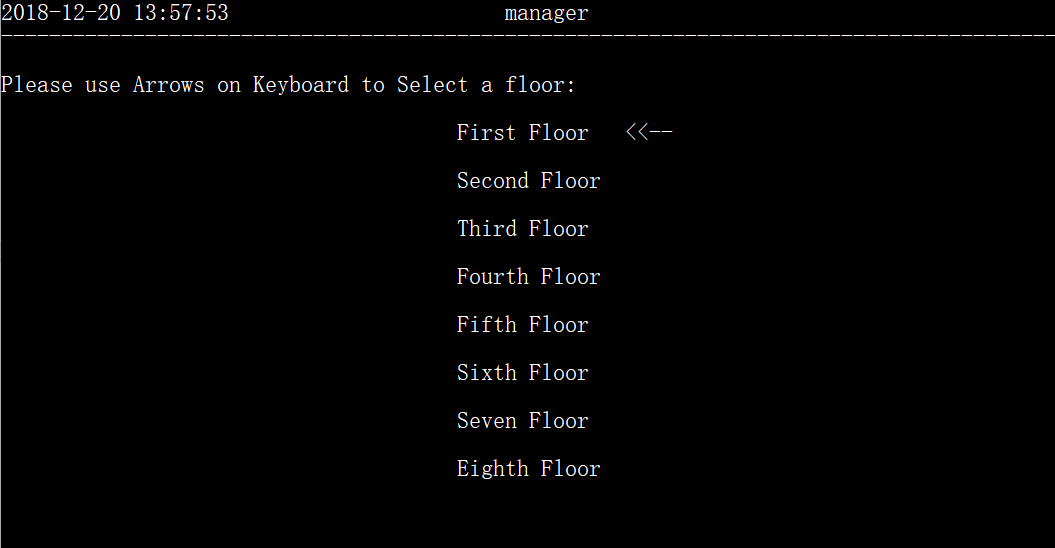 2018-12-20 13:57:53 manager
--------------------------------------------------------------------------------
Please use Arrows on Keyboard to Select a floor:
First Floor <<--
Second Floor
Third Floor
Fourth Floor
Fifth Floor
Sixth Floor
Seven Floor
Eighth Floor